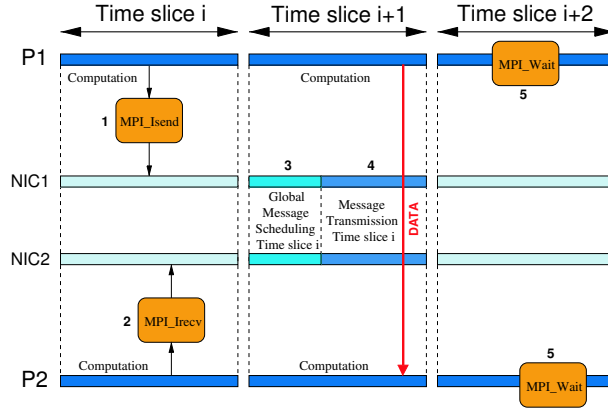 Time slice i
Time slice i+1
Time slice i+2
P1
Computation
Computation
MPI_Wait
5
1
MPI_Isend
3
4
NIC1
Global
Message
Scheduling
Time slice i
Message
Transmission
Time slice i
DATA
NIC2
2
MPI_Irecv
5
Computation
Computation
P2
MPI_Wait